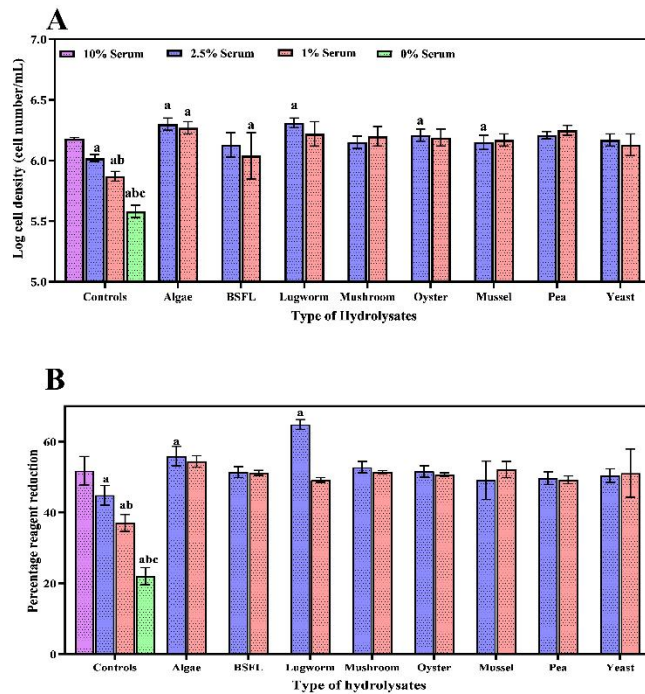 A
7.0
10% Serum 2.5% Serum 1% Serum 0% Serum
6.5
6.0
5.5
5.0
Log cell density (cell number/mL)
a ab abc a a a a a a
Controls Algae BSFL Lugworm Mushroom Oyster Mussel Pea Yeast
Type of Hydrolysates
B
60
40
20
0
Percentage reagent reduction
a ab abc a a
Controls Algae BSFL Lugworm Mushroom Oyster Mussel Pea Yeast
Type of hydrolysates